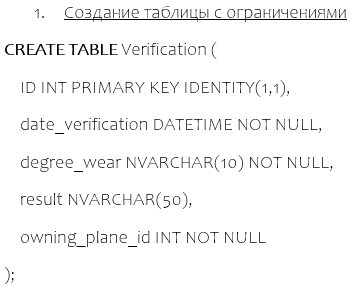 1. Создание таблицы с ограничениями
CREATE TABLE Verification (
ID INT PRIMARY KEY IDENTITY(1,1),
date_verification DATETIME NOT NULL,
degree_wear NVARCHAR(10) NOT NULL,
result NVARCHAR(50),
owning_plane_id INT NOT NULL
);